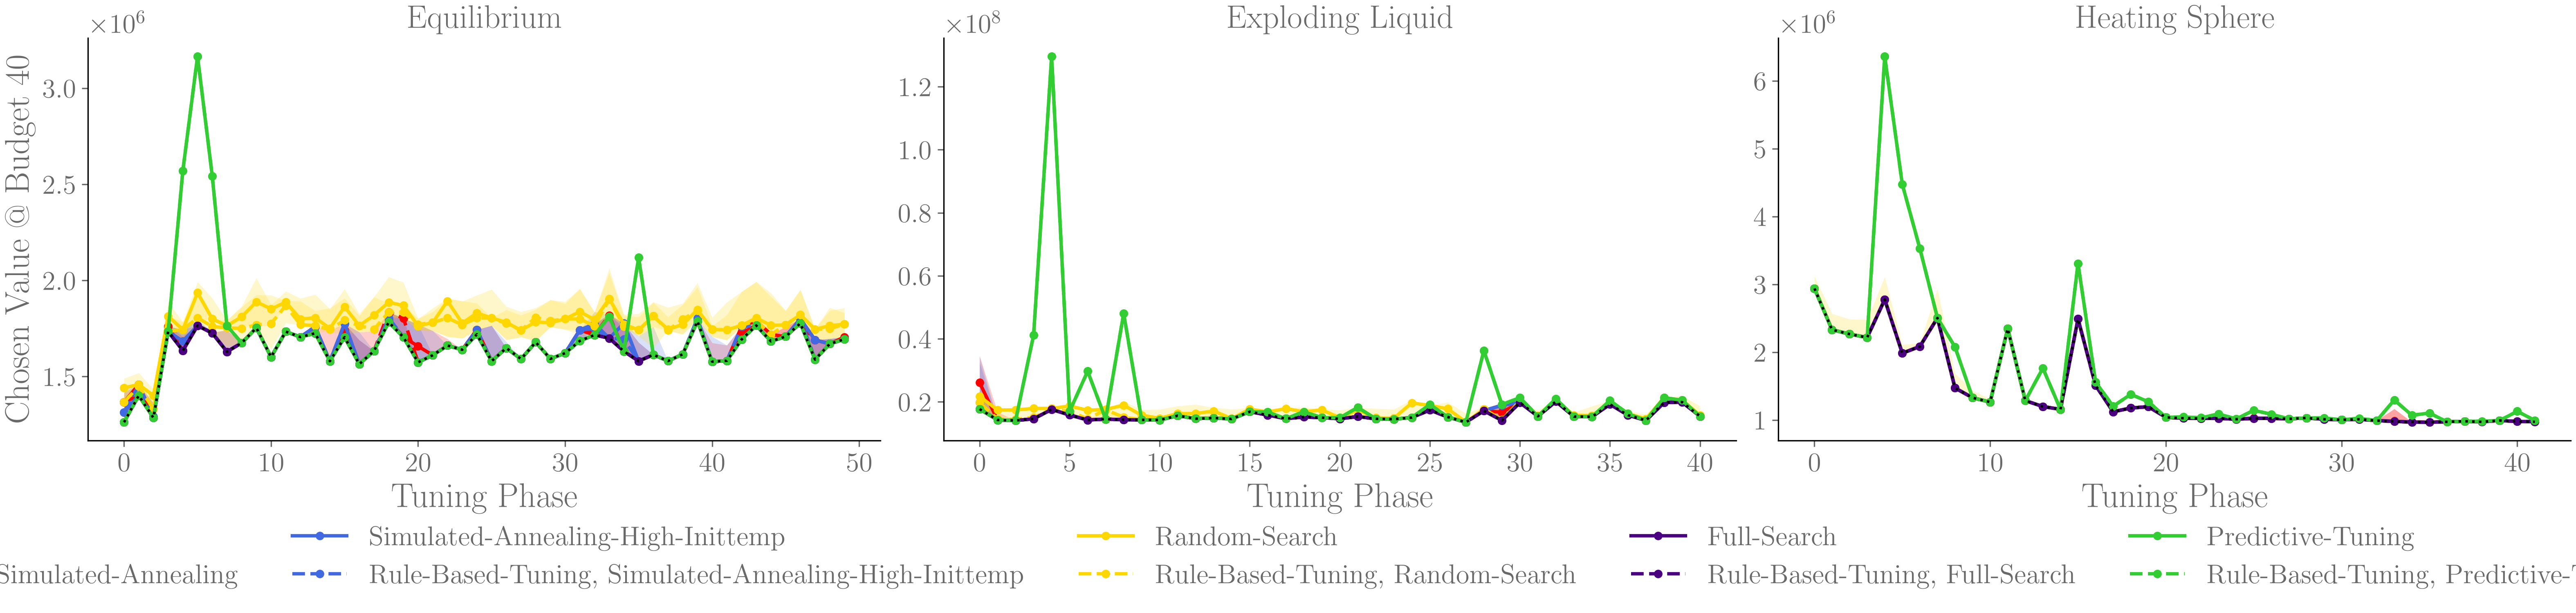 Equilibrium
Exploding Liquid
Heating Sphere
×10⁶
×10⁸
×10⁶
Chosen Value @ Budget 40
3.0
2.5
2.0
1.5
1.2
1.0
0.8
0.6
0.4
0.2
6
5
4
3
2
1
0 10 20 30 40 50
0 5 10 15 20 25 30 35 40
0 10 20 30 40
Tuning Phase
Tuning Phase
Tuning Phase
Simulated-Annealing-High-Inittemp
Random-Search
Full-Search
Predictive-Tuning
Simulated-Annealing
Rule-Based-Tuning, Simulated-Annealing-High-Inittemp
Rule-Based-Tuning, Random-Search
Rule-Based-Tuning, Full-Search
Rule-Based-Tuning, Predictive-